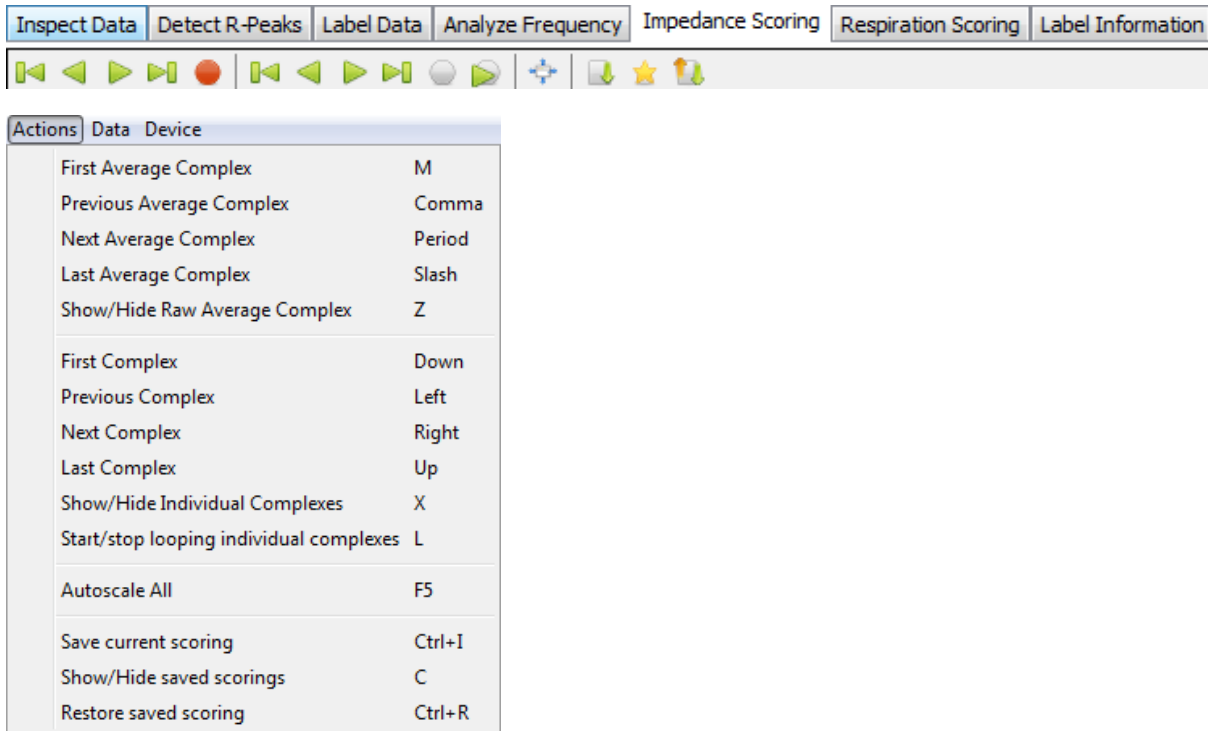 Inspect Data Detect R-Peaks Label Data Analyze Frequency Impedance Scoring Respiration Scoring Label Information
Actions Data Device
First Average Complex M
Previous Average Complex Comma
Next Average Complex Period
Last Average Complex Slash
Show/Hide Raw Average Complex Z
First Complex Down
Previous Complex Left
Next Complex Right
Last Complex Up
Show/Hide Individual Complexes X
Start/stop looping individual complexes L
Autoscale All F5
Save current scoring Ctrl+I
Show/Hide saved scorings C
Restore saved scoring Ctrl+R